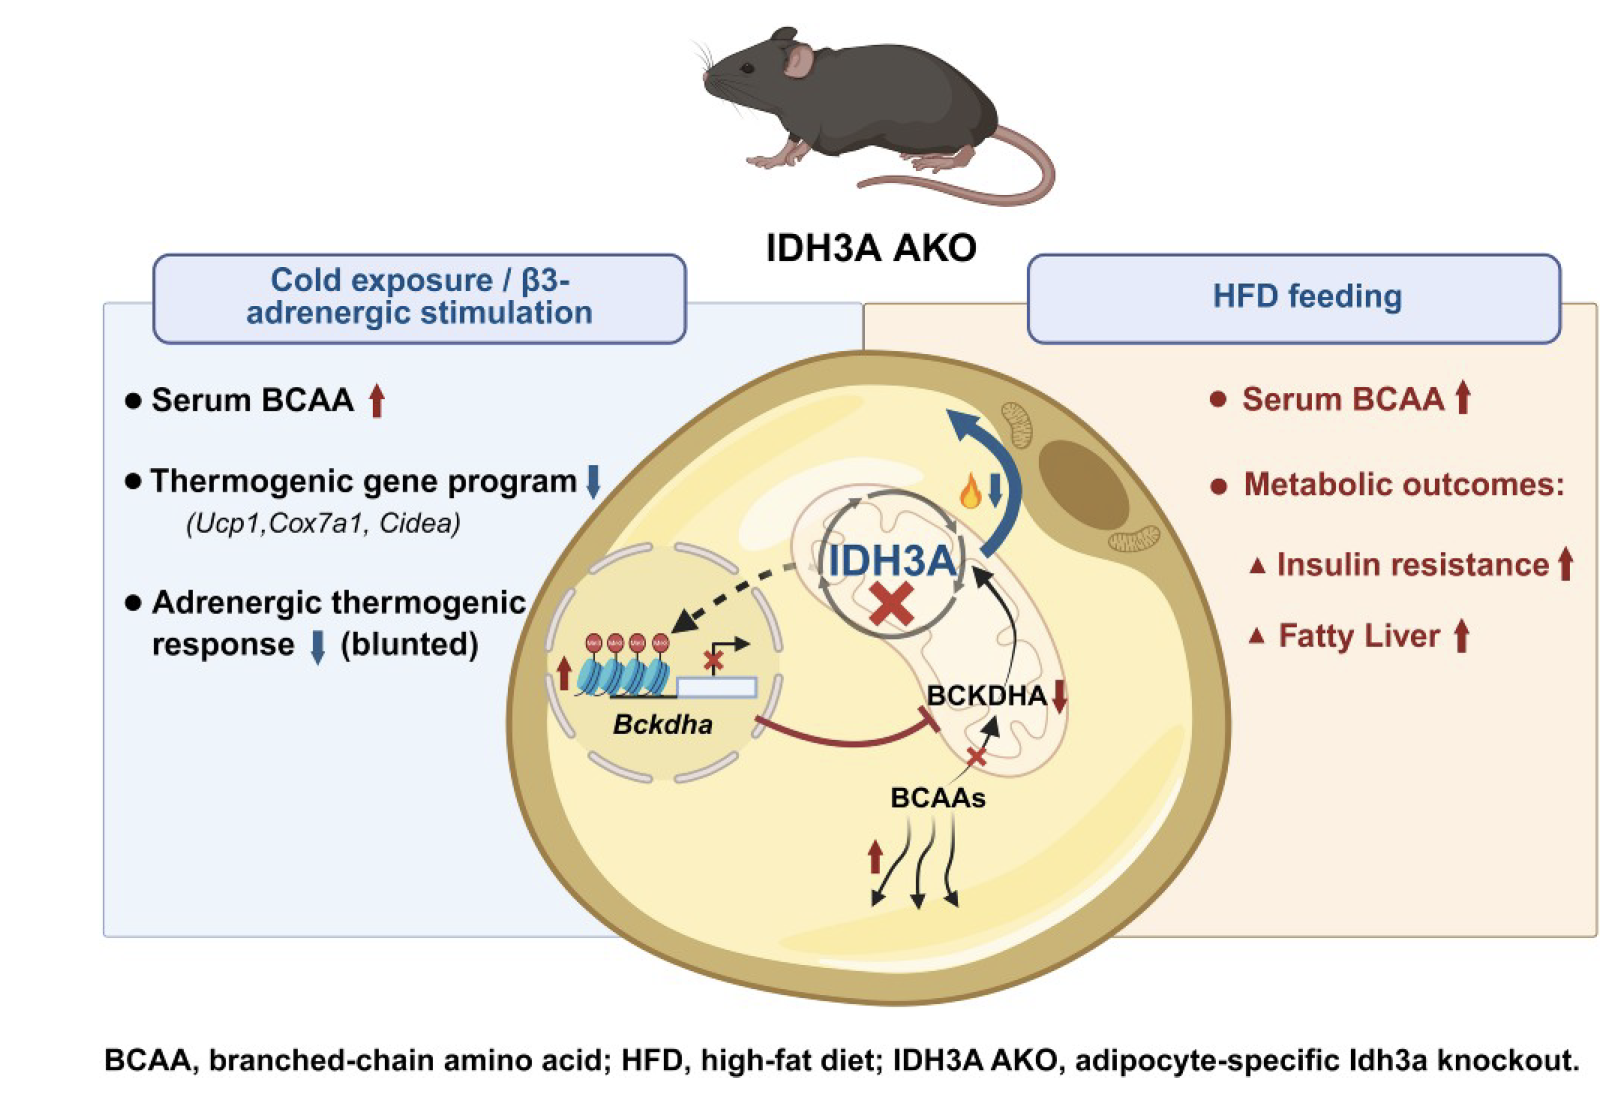 IDH3A AKO
Cold exposure / β3-
adrenergic stimulation
● Serum BCAA
● Thermogenic gene program
(Ucp1,Cox7a1, Cidea)
● Adrenergic thermogenic
response (blunted)
HFD feeding
● Serum BCAA
● Metabolic outcomes:
▲ Insulin resistance
▲ Fatty Liver
IDH3A
Bckdha
BCKDHA
BCAAs
BCAA, branched-chain amino acid; HFD, high-fat diet; IDH3A AKO, adipocyte-specific Idh3a knockout.